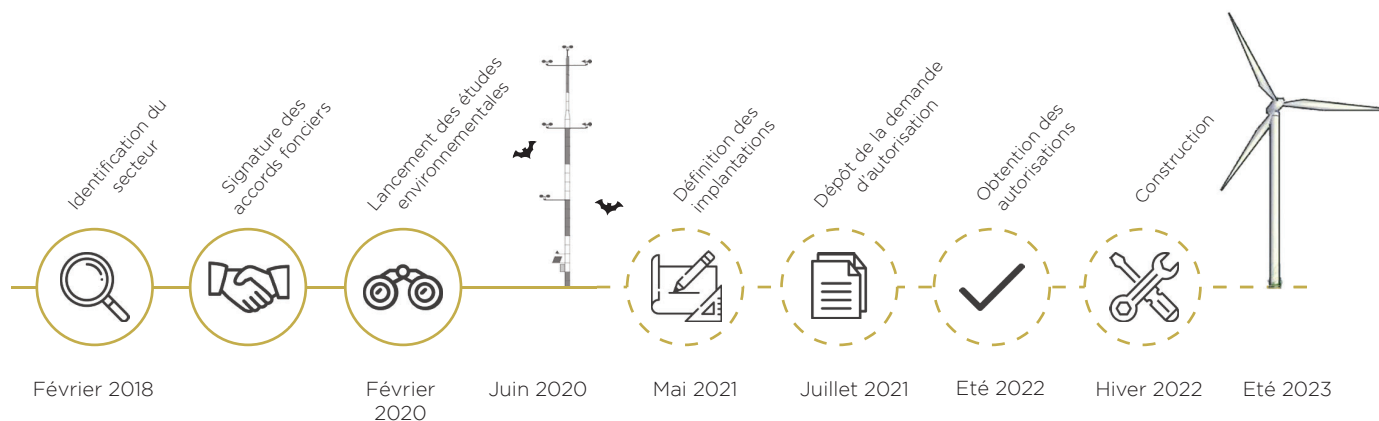 Identification du
secteur
Signature des
accords fonciers
Lancement des études
environnementales
Définition des
implantations
Dépôt de la demande
d'autorisation
Obtention des
autorisations
Construction
Février 2018
Février
2020
Juin 2020
Mai 2021
Juillet 2021
Eté 2022
Hiver 2022
Eté 2023